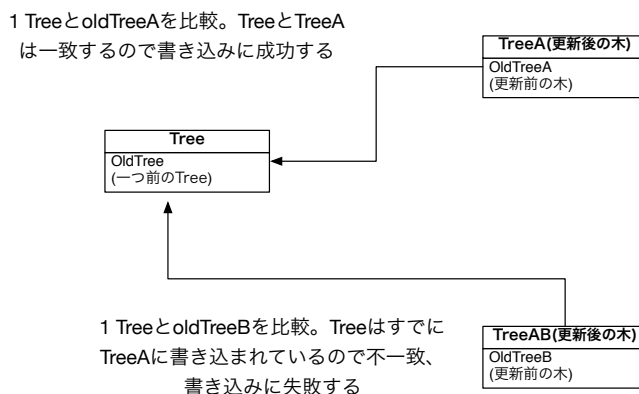 1 TreeとoldTreeAを比較。TreeとTreeA
は一致するので書き込みに成功する
TreeA(更新後の木)
OldTreeA
(更新前の木)
Tree
OldTree
(一つ前のTree)
1 TreeとoldTreeBを比較。Treeはすでに
TreeAに書き込まれているので不一致、
書き込みに失敗する
TreeAB(更新後の木)
OldTreeB
(更新前の木)